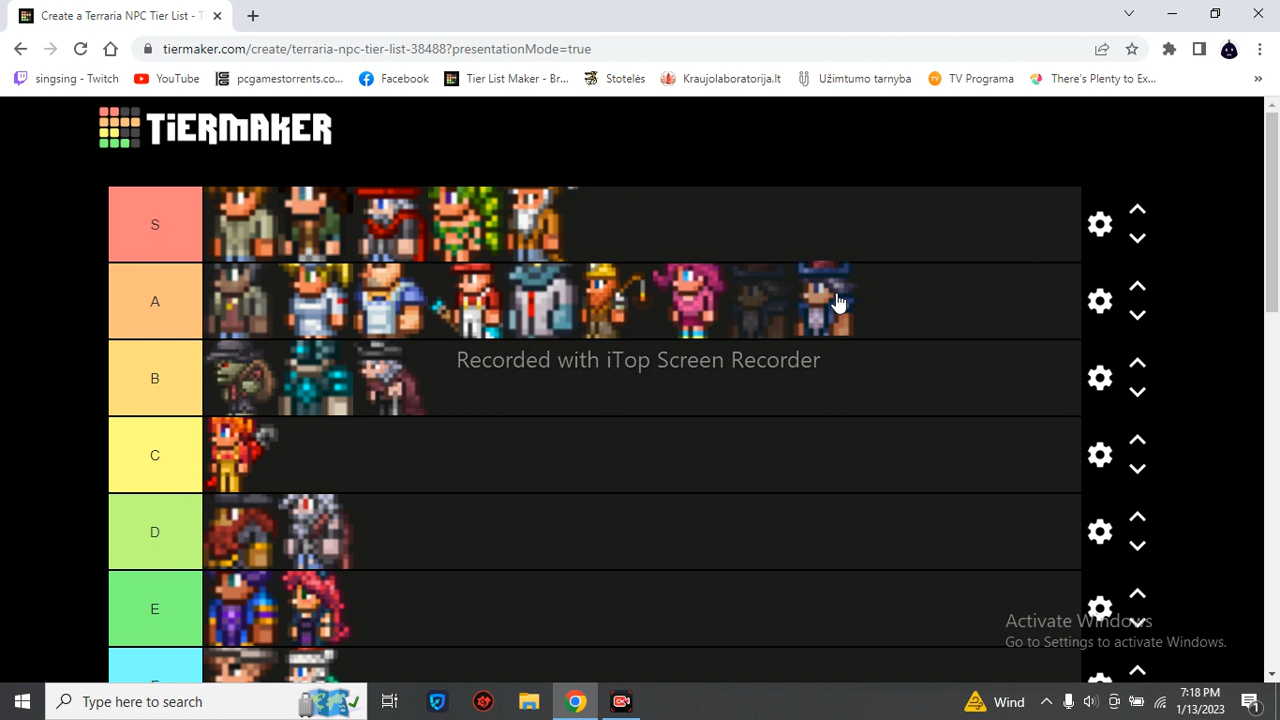 Create a Terraria NPC Tier List - T
tiermaker.com/create/terraria-npc-tier-list-38488?presentationMode=true
singsing - Twitch
YouTube
pcgamestorrents.co...
Facebook
Tier List Maker - Br...
Stotelės
Kraujolaboratorija.lt
Užimtumo tarnyba
TV Programa
There's Plenty to Ex...
TiERMAKER
S
A
Recorded with iTop Screen Recorder
B
C
D
E
Activate Windows
Go to Settings to activate Windows.
Type here to search
Wind
7:18 PM
1/13/2023
1